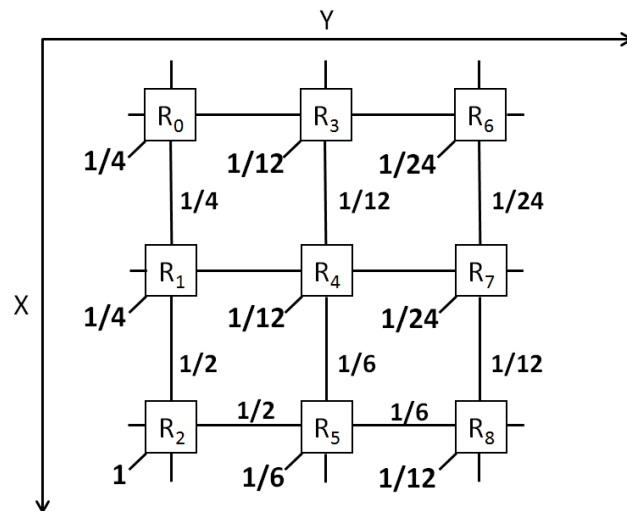 Y
R₀ R₃ R₆
1/4 1/12 1/24
1/4 1/12 1/24
X
R₁ R₄ R₇
1/4 1/12 1/24
1/2 1/6 1/12
1/2 1/6
R₂ R₅ R₈
1 1/6 1/12